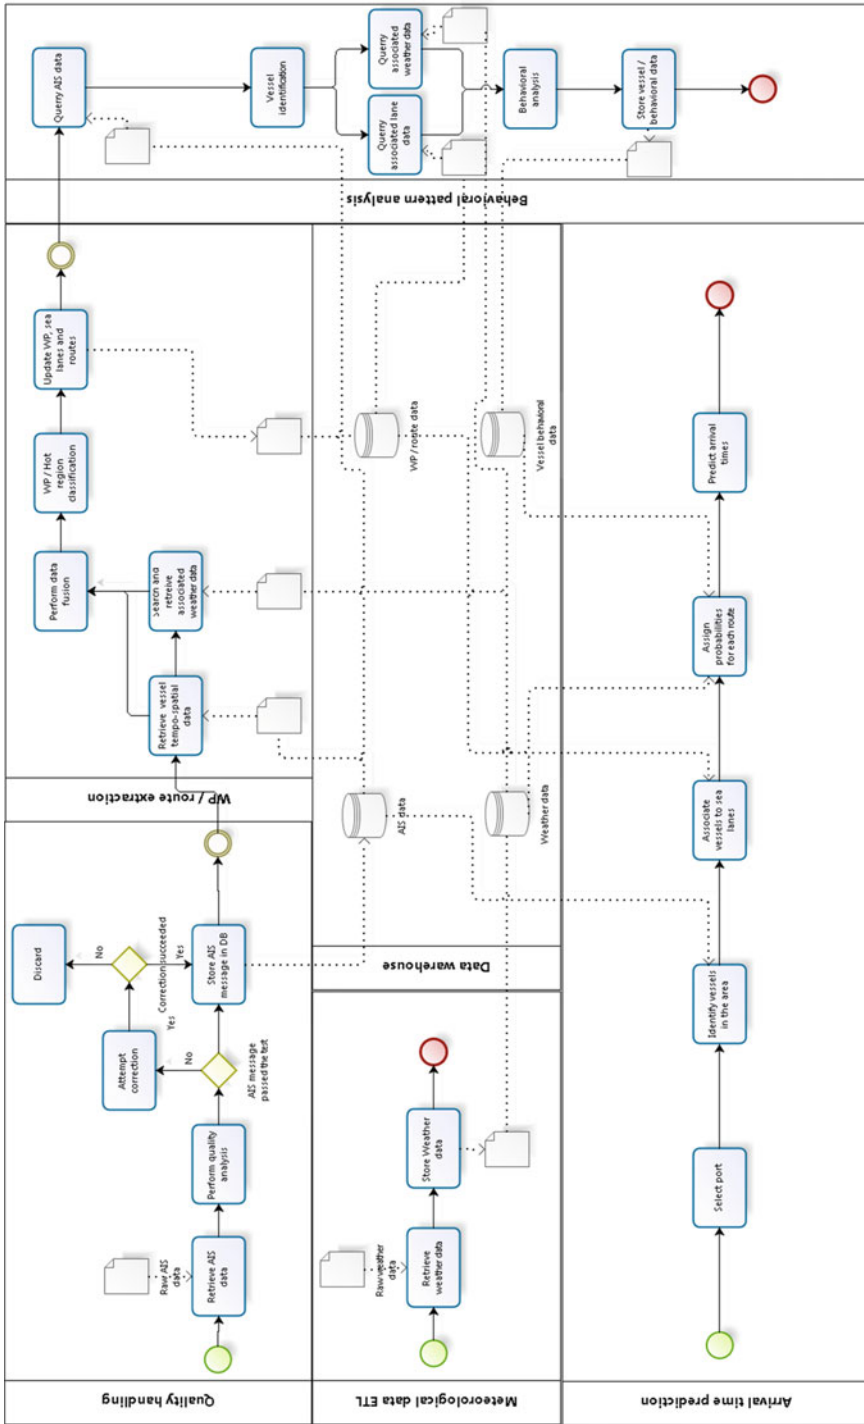 Quality handling
Raw AIS
data
Retrieve AIS
data
Perform quality
analysis
AIS message
passed the test
No
Yes
Attempt
correction
Correction succeeded
No
Yes
Discard
Store AIS
message in DB
WP / route extraction
Retrieve vessel
tempo-spatial
data
Search and
retreive
associated
weather data
Perform data
fusion
WP / Hot
region
classification
Update WP, sea
lanes and
routes
Meteorological data ETL
Raw weather
data
Retrieve
weather data
Store Weather
data
Data warehouse
AIS data
Weather data
WP / route data
Vessel behavioral
data
Arrival time prediction
Select port
Identify vessels
in the area
Associate
vessels to sea
lanes
Assign
probabilities
for each route
Predict arrival
times
Behavioral pattern analysis
Querry AIS data
Vessel
identification
Querry
associated lane
data
Querry
associated
weather data
Behavioral
analysis
Store vessel /
behavioral data